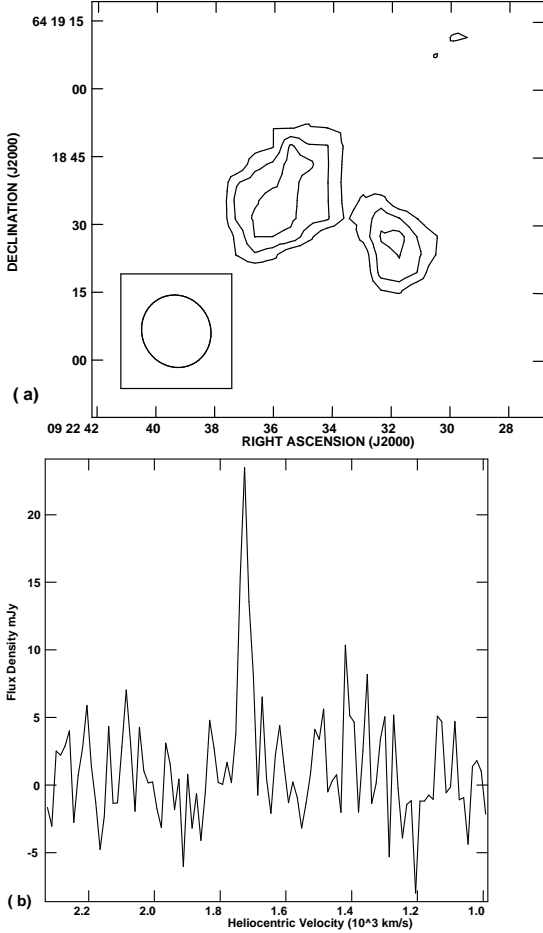 64 19 15
00
18 45
30
15
00
DECLINATION (J2000)
( a )
09 22 42 40 38 36 34 32 30 28
RIGHT ASCENSION (J2000)
20
15
10
5
0
-5
Flux Density mJy
( b )
2.2 2.0 1.8 1.6 1.4 1.2 1.0
Heliocentric Velocity (10^3 km/s)